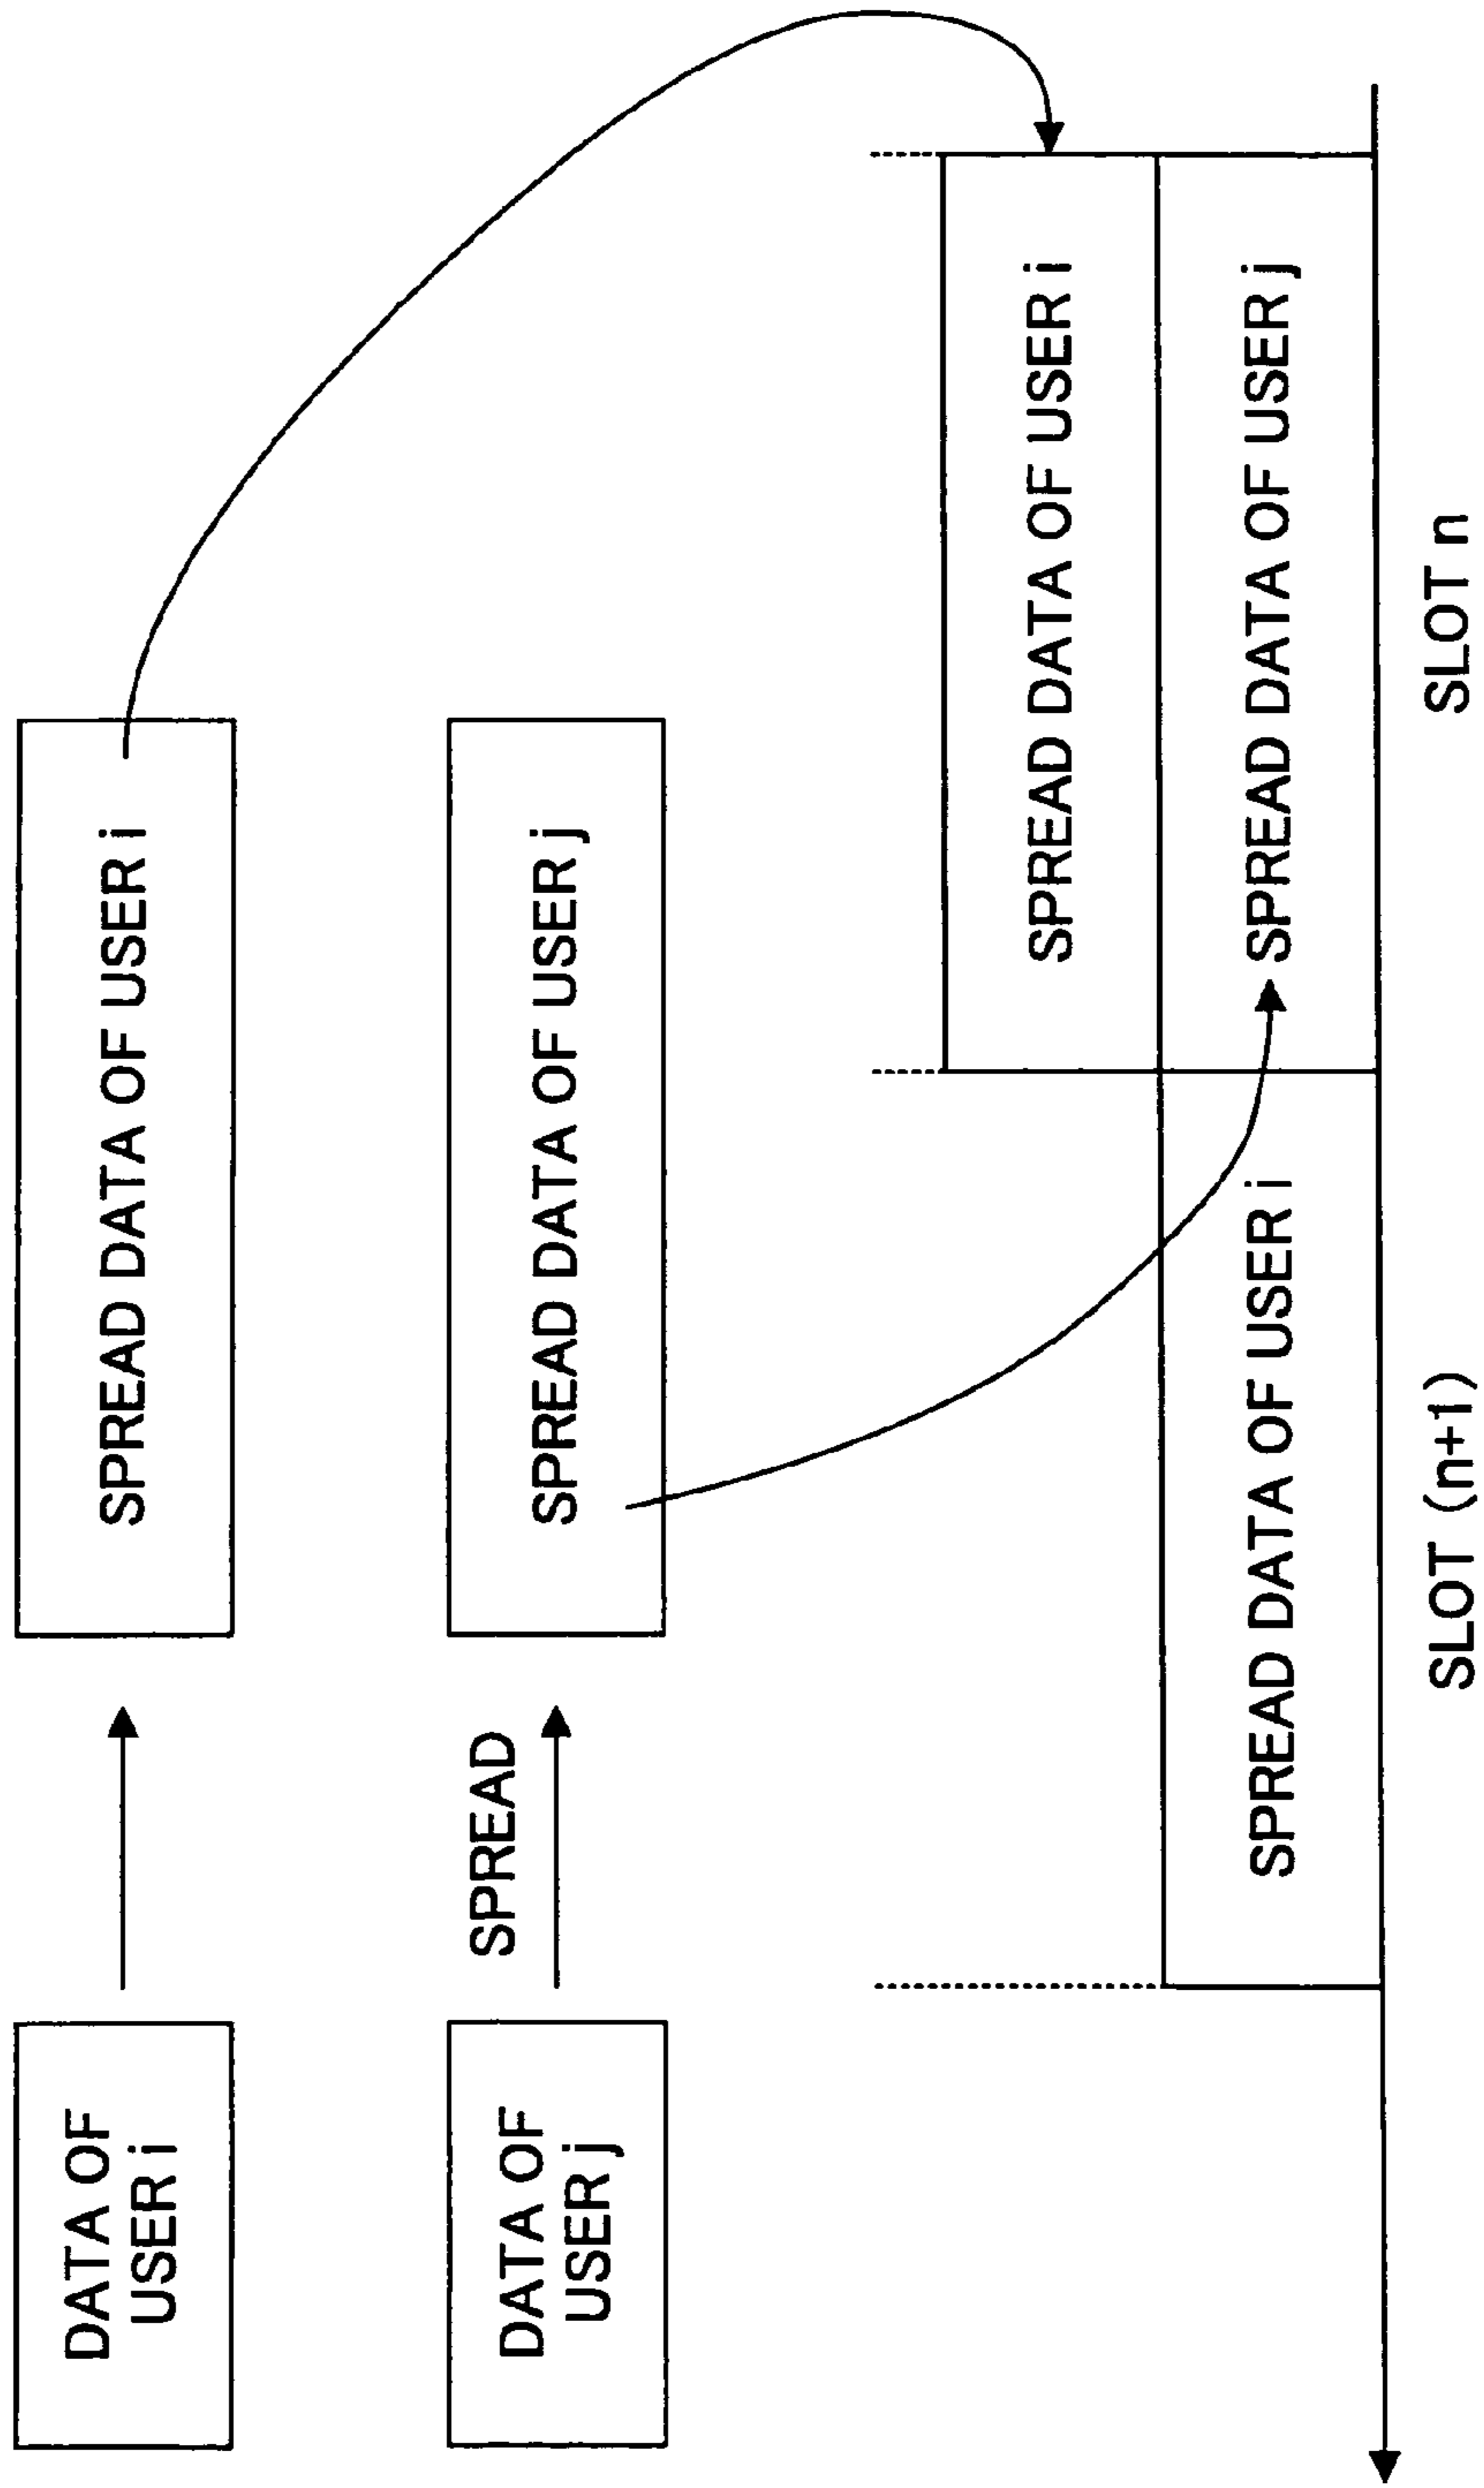 DATA OF
USER i
SPREAD DATA OF USER i
DATA OF
USER j
SPREAD
SPREAD DATA OF USER j
SPREAD DATA OF USER i
SPREAD DATA OF USER i
SPREAD DATA OF USER j
SLOT (n+1)
SLOT n